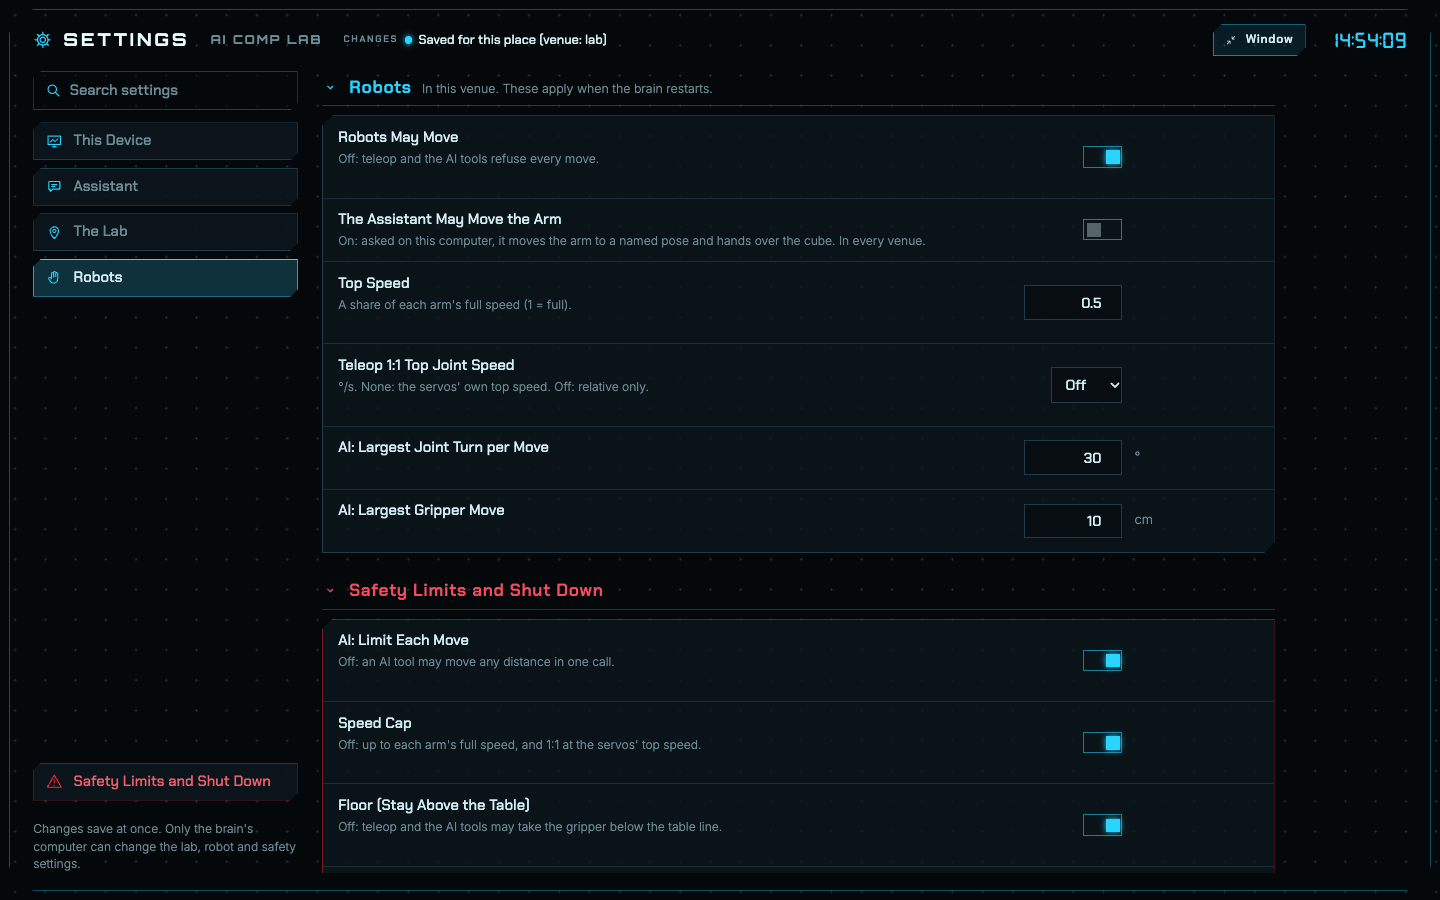 SETTINGS
AI COMP LAB
CHANGES
Saved for this place (venue: lab)
Window
14:54:09
Search settings
This Device
Assistant
The Lab
Robots
Safety Limits and Shut Down
Changes save at once. Only the brain's
computer can change the lab, robot and safety
settings.
Robots
In this venue. These apply when the brain restarts.
Robots May Move
Off: teleop and the AI tools refuse every move.
The Assistant May Move the Arm
On: asked on this computer, it moves the arm to a named pose and hands over the cube. In every venue.
Top Speed
A share of each arm's full speed (1 = full).
0.5
Teleop 1:1 Top Joint Speed
°/s. None: the servos' own top speed. Off: relative only.
Off
AI: Largest Joint Turn per Move
30 °
AI: Largest Gripper Move
10 cm
Safety Limits and Shut Down
AI: Limit Each Move
Off: an AI tool may move any distance in one call.
Speed Cap
Off: up to each arm's full speed, and 1:1 at the servos' top speed.
Floor (Stay Above the Table)
Off: teleop and the AI tools may take the gripper below the table line.